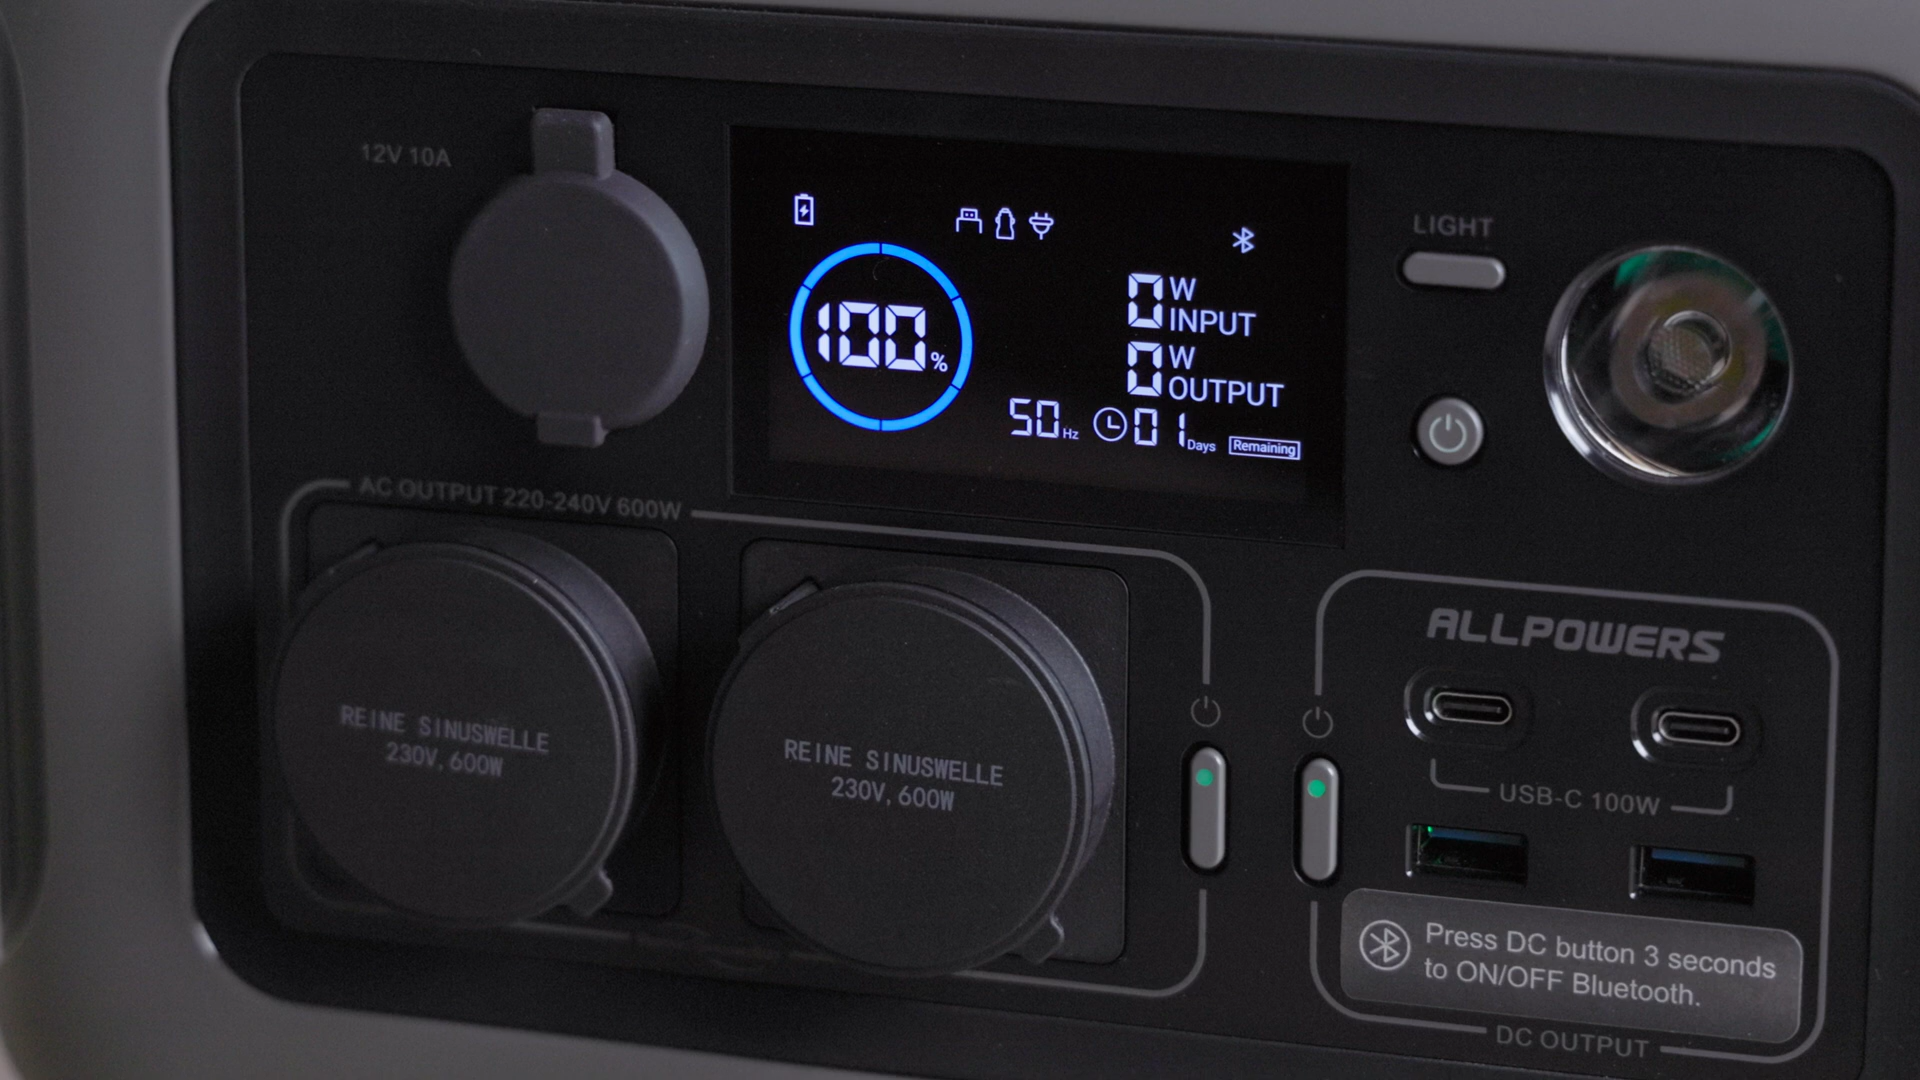 12V 10A
100%
0 W
INPUT
0 W
OUTPUT
50 Hz 01 Days Remaining
LIGHT
AC OUTPUT 220-240V 600W
REINE SINUSWELLE
230V, 600W
REINE SINUSWELLE
230V, 600W
ALLPOWERS
USB-C 100W
Press DC button 3 seconds
to ON/OFF Bluetooth.
DC OUTPUT